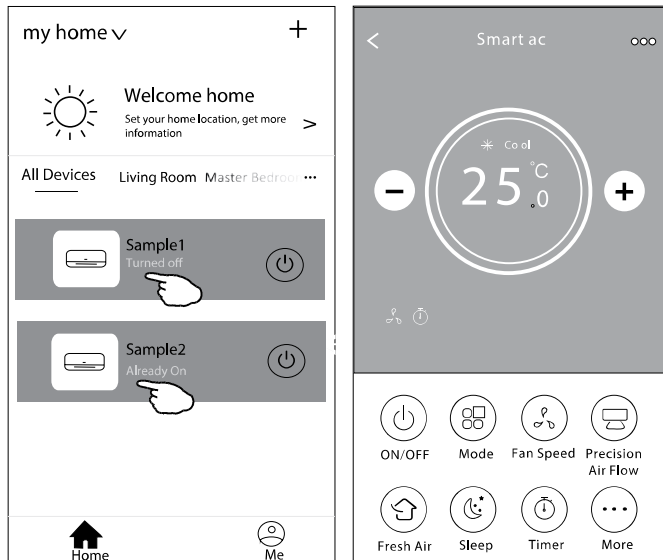 my home
Welcome home
Set your home location, get more
information
All Devices Living Room Master Bedroo
Sample1
Turned off
Sample2
Already On
Home
Me
Smart ac
Cool
25.0 °C
ON/OFF
Mode
Fan Speed
Precision
Air Flow
Fresh Air
Sleep
Timer
More